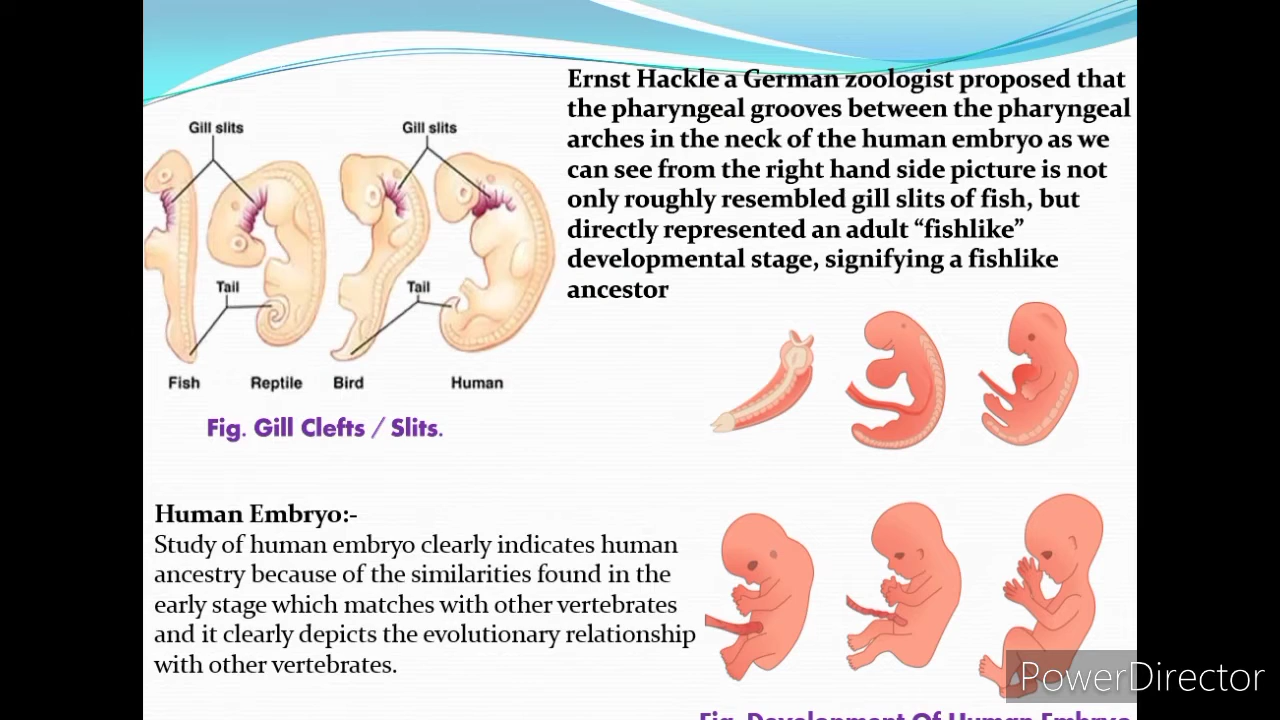 Ernst Hackle a German zoologist proposed that
the pharyngeal grooves between the pharyngeal
arches in the neck of the human embryo as we
can see from the right hand side picture is not
only roughly resembled gill slits of fish, but
directly represented an adult “fishlike”
developmental stage, signifying a fishlike
ancestor
Gill slits
Gill slits
Tail
Tail
Fish
Reptile
Bird
Human
Fig. Gill Clefts / Slits.
Human Embryo:-
Study of human embryo clearly indicates human
ancestry because of the similarities found in the
early stage which matches with other vertebrates
and it clearly depicts the evolutionary relationship
with other vertebrates.
Fig. Development Of Human Embryo
PowerDirector